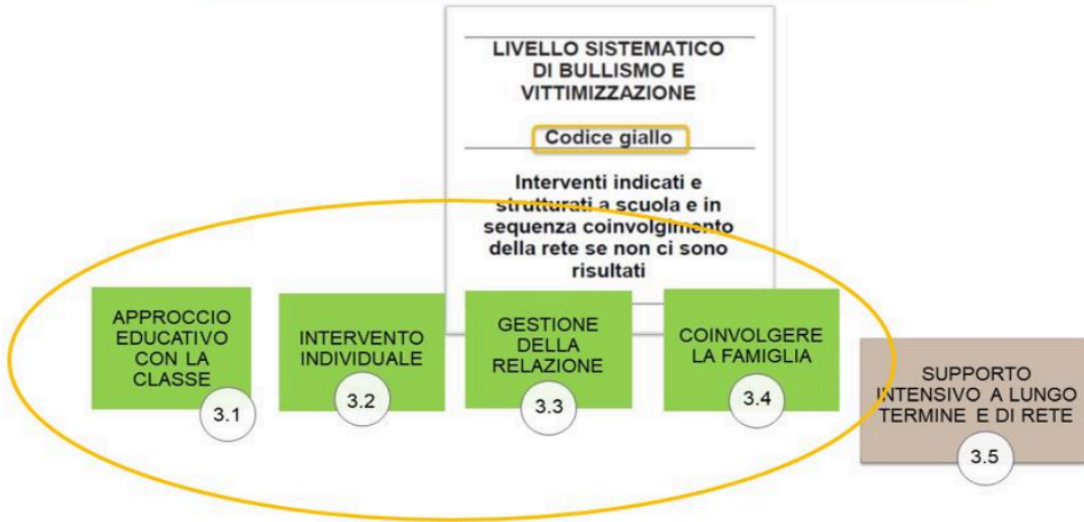 LIVELLO SISTEMATICO
DI BULLISMO E
VITTIMIZZAZIONE
Codice giallo
Interventi indicati e
strutturati a scuola e in
sequenza coinvolgimento
della rete se non ci sono
risultati
APPROCCIO
EDUCATIVO
CON LA
CLASSE
3.1
INTERVENTO
INDIVIDUALE
3.2
GESTIONE
DELLA
RELAZIONE
3.3
COINVOLGERE
LA FAMIGLIA
3.4
SUPPORTO
INTENSIVO A LUNGO
TERMINE E DI RETE
3.5